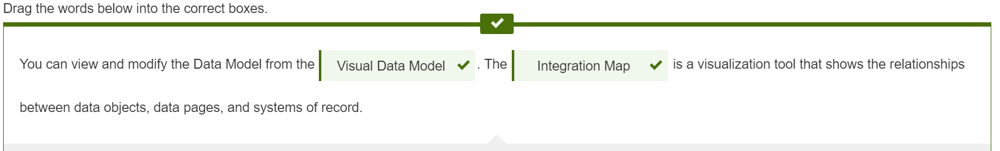 Drag the words below into the correct boxes.
You can view and modify the Data Model from the Visual Data Model . The Integration Map is a visualization tool that shows the relationships
between data objects, data pages, and systems of record.